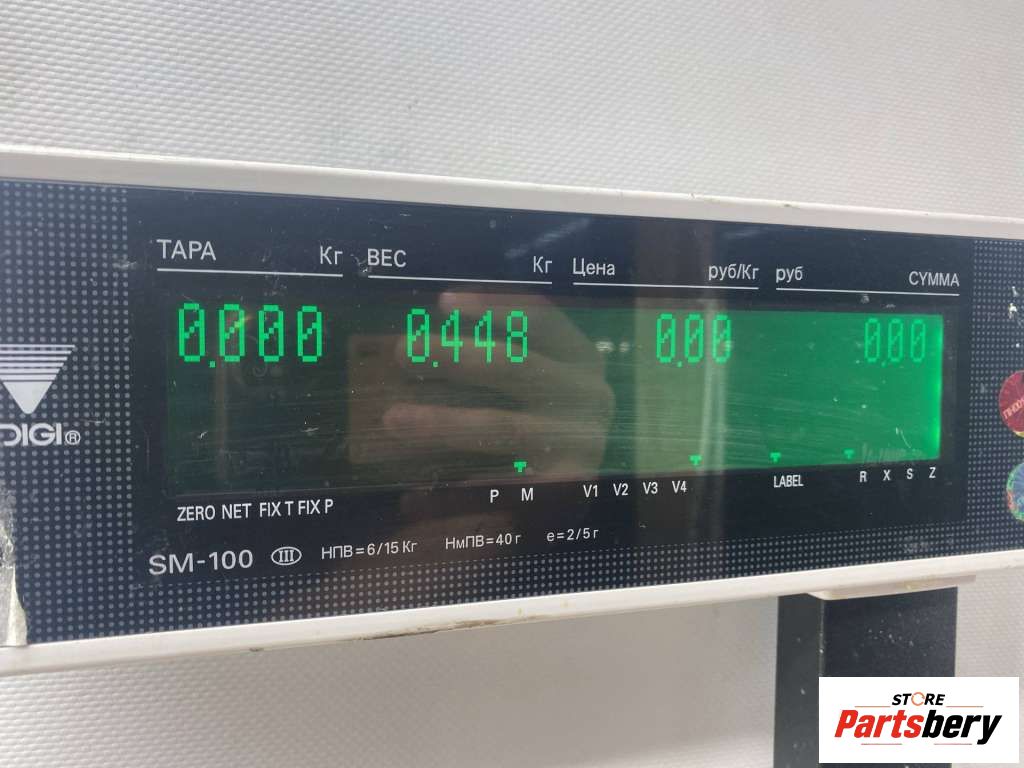 ТАРА Кг ВЕС Кг Цена руб/Кг руб СУММА
0.000 0.448 0.00 0.00
DIGI®
P M V1 V2 V3 V4 LABEL R X S Z
ZERO NET FIX T FIX P
SM-100 III НПВ=6/15 Кг НмПВ=40 г e=2/5 г
STORE
Partsbery